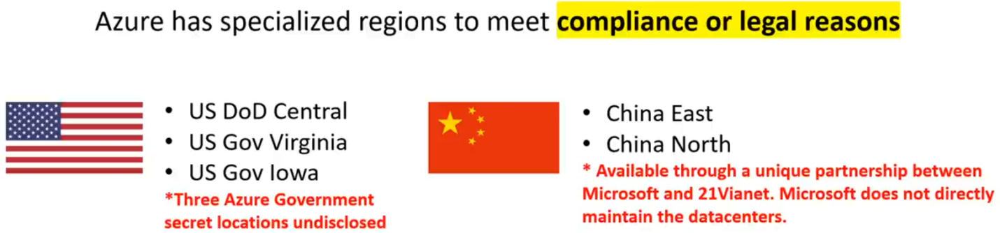 Azure has specialized regions to meet compliance or legal reasons
• US DoD Central
• US Gov Virginia
• US Gov Iowa
*Three Azure Government
secret locations undisclosed
• China East
• China North
* Available through a unique partnership between
Microsoft and 21Vianet. Microsoft does not directly
maintain the datacenters.